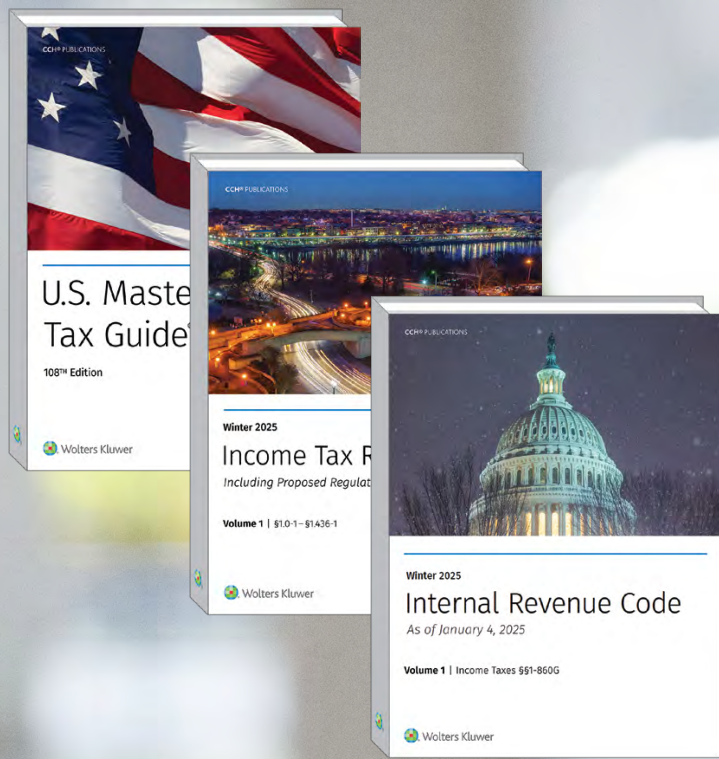 CCH® PUBLICATIONS
U.S. Maste
Tax Guide®
108TH Edition
Wolters Kluwer
CCH® PUBLICATIONS
Winter 2025
Income Tax R
Including Proposed Regulat
Volume 1 | §1.0-1–§1.436-1
Wolters Kluwer
CCH® PUBLICATIONS
Winter 2025
Internal Revenue Code
As of January 4, 2025
Volume 1 | Income Taxes §§1-860G
Wolters Kluwer